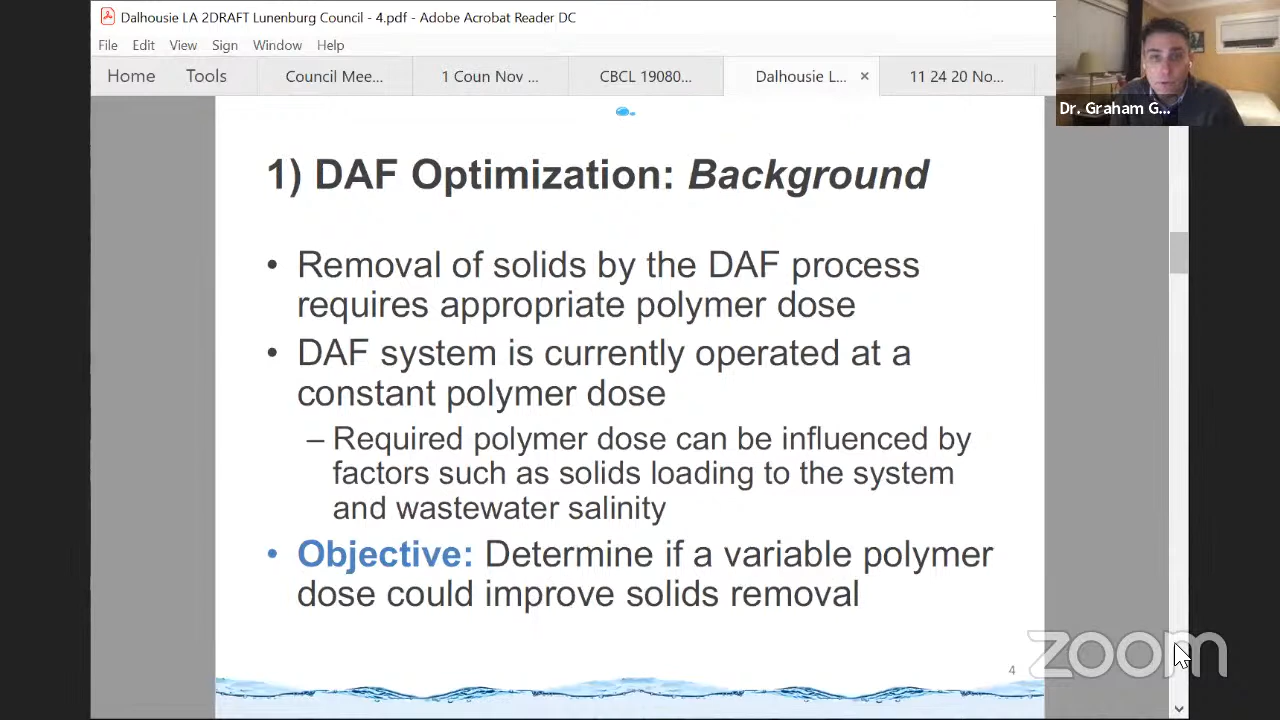 Dalhousie LA 2DRAFT Lunenburg Council - 4.pdf - Adobe Acrobat Reader DC
File Edit View Sign Window Help
Home Tools Council Mee... 1 Coun Nov ... CBCL 19080... Dalhousie L... × 11 24 20 No...
Dr. Graham G...
1) DAF Optimization: Background
• Removal of solids by the DAF process
requires appropriate polymer dose
• DAF system is currently operated at a
constant polymer dose
– Required polymer dose can be influenced by
factors such as solids loading to the system
and wastewater salinity
• Objective: Determine if a variable polymer
dose could improve solids removal
4
zoom